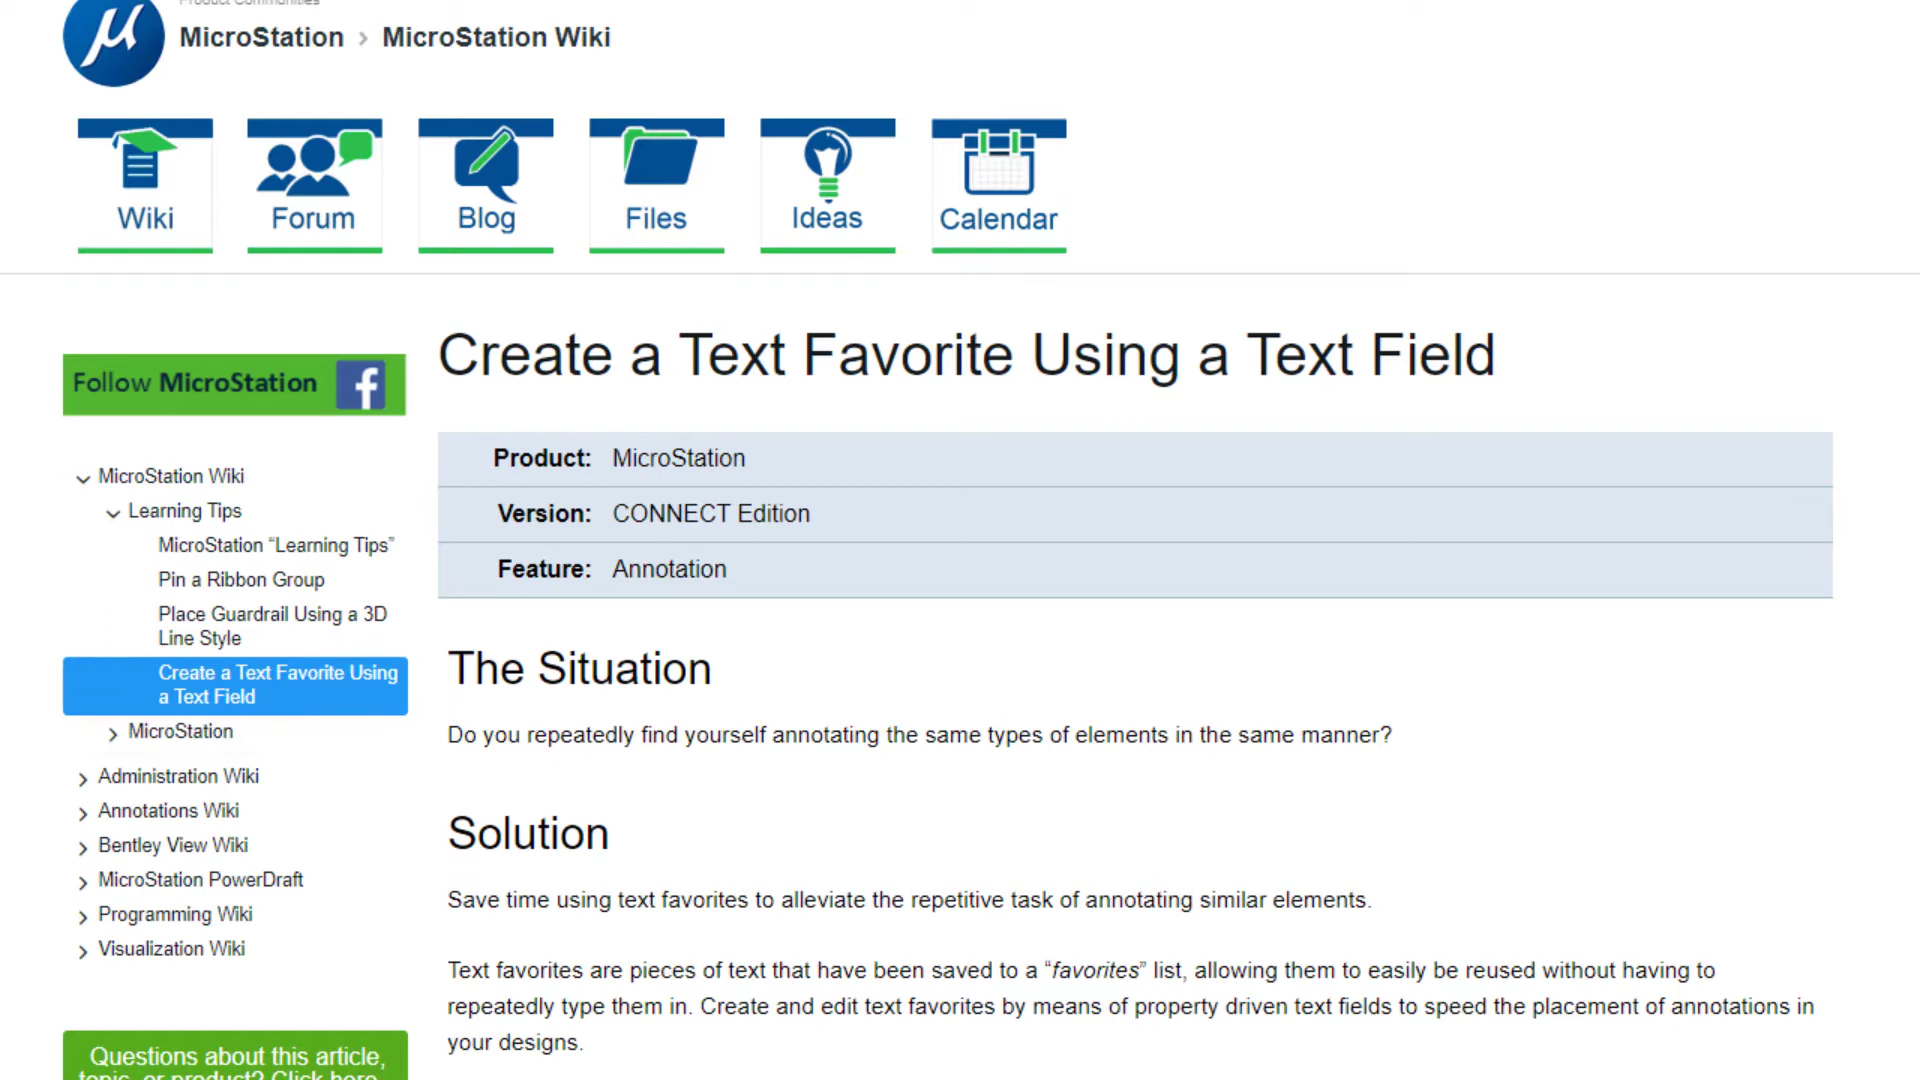 Product Communities
MicroStation › MicroStation Wiki
Wiki
Forum
Blog
Files
Ideas
Calendar
Follow MicroStation
MicroStation Wiki
Learning Tips
MicroStation “Learning Tips”
Pin a Ribbon Group
Place Guardrail Using a 3D
Line Style
Create a Text Favorite Using
a Text Field
MicroStation
Administration Wiki
Annotations Wiki
Bentley View Wiki
MicroStation PowerDraft
Programming Wiki
Visualization Wiki
Questions about this article,
topic, or product? Click here.
Create a Text Favorite Using a Text Field
Product: MicroStation
Version: CONNECT Edition
Feature: Annotation
The Situation
Do you repeatedly find yourself annotating the same types of elements in the same manner?
Solution
Save time using text favorites to alleviate the repetitive task of annotating similar elements.
Text favorites are pieces of text that have been saved to a “favorites” list, allowing them to easily be reused without having to
repeatedly type them in. Create and edit text favorites by means of property driven text fields to speed the placement of annotations in
your designs.